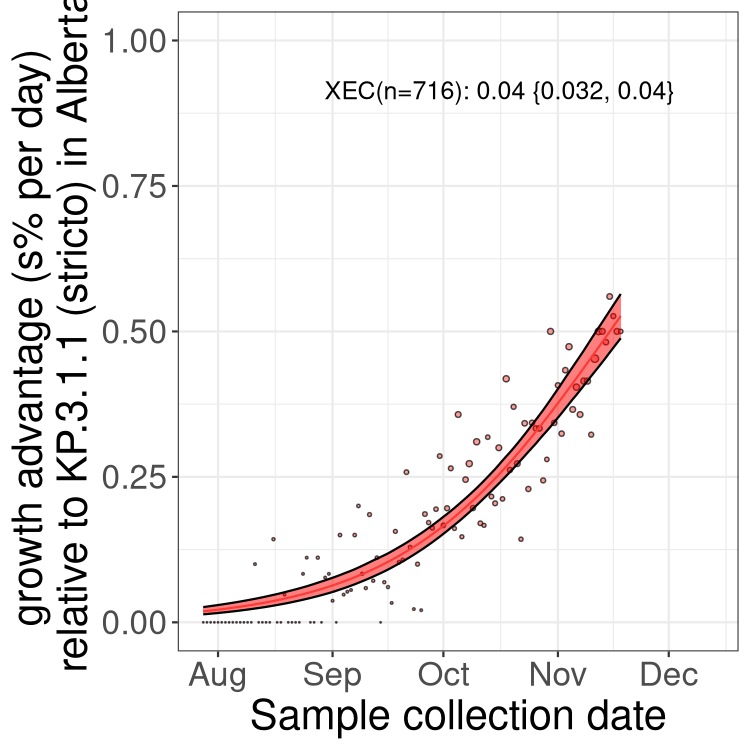 growth advantage (s% per day)
relative to KP.3.1.1 (stricto) in Alberta
1.00
0.75
0.50
0.25
0.00
XEC(n=716): 0.04 {0.032, 0.04}
Aug Sep Oct Nov Dec
Sample collection date